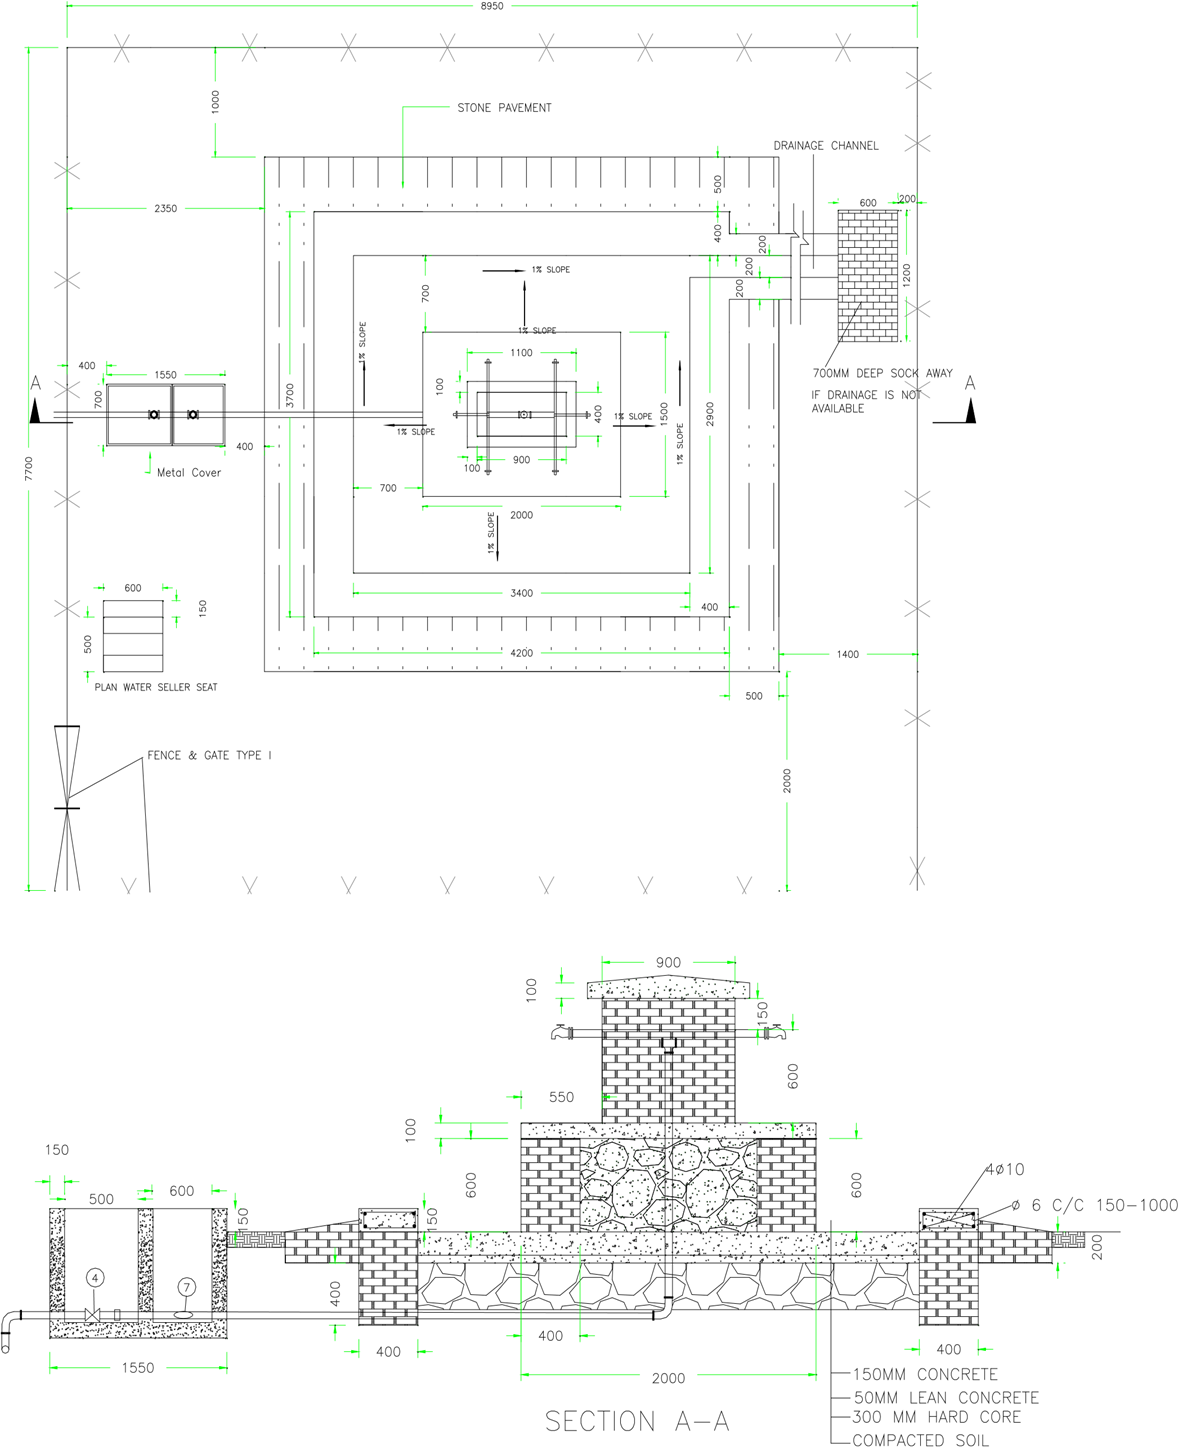 8950
1000
STONE PAVEMENT
DRAINAGE CHANNEL
500
2350
600
200
400
200
200
200
1200
1% SLOPE
700
1% SLOPE
1% SLOPE
1100
400
1550
A
700
100
3700
400
1500
2900
1% SLOPE
1% SLOPE
1% SLOPE
700MM DEEP SOCK AWAY
IF DRAINAGE IS NOT
AVAILABLE
A
400
100
900
7700
Metal Cover
700
2000
1% SLOPE
600
150
3400
400
500
4200
1400
PLAN WATER SELLER SEAT
500
FENCE & GATE TYPE I
2000
900
100
150
600
550
100
150
500
600
600
600
4Ø10
Ø 6 C/C 150-1000
150
150
200
4
7
400
400
400
400
1550
2000
150MM CONCRETE
50MM LEAN CONCRETE
300 MM HARD CORE
COMPACTED SOIL
SECTION A-A